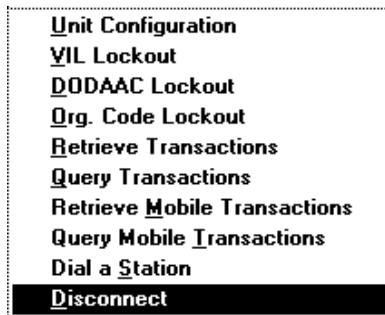 Unit Configuration
VIL Lockout
DODAAC Lockout
Org. Code Lockout
Retrieve Transactions
Query Transactions
Retrieve Mobile Transactions
Query Mobile Transactions
Dial a Station
Disconnect